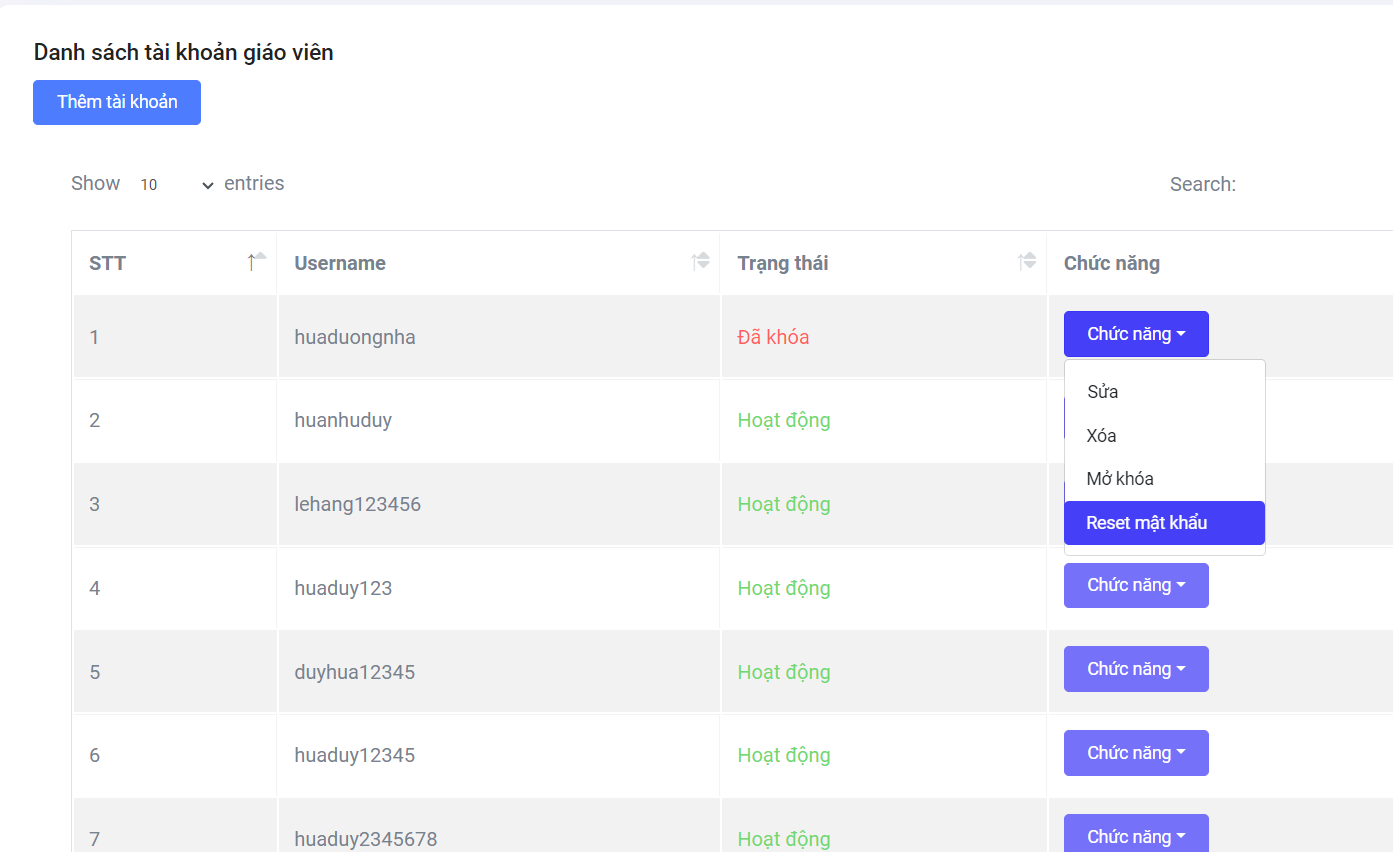 Danh sách tài khoản giáo viên
Thêm tài khoản
Show 10 entries
Search:
STT Username Trạng thái Chức năng
1 huaduongnha Đã khóa Chức năng
Sửa
2 huanhuduy Hoạt động
Xóa
Mở khóa
3 lehang123456 Hoạt động
Reset mật khẩu
4 huaduy123 Hoạt động Chức năng
5 duyhua12345 Hoạt động Chức năng
6 huaduy12345 Hoạt động Chức năng
7 huaduy2345678 Hoạt động Chức năng